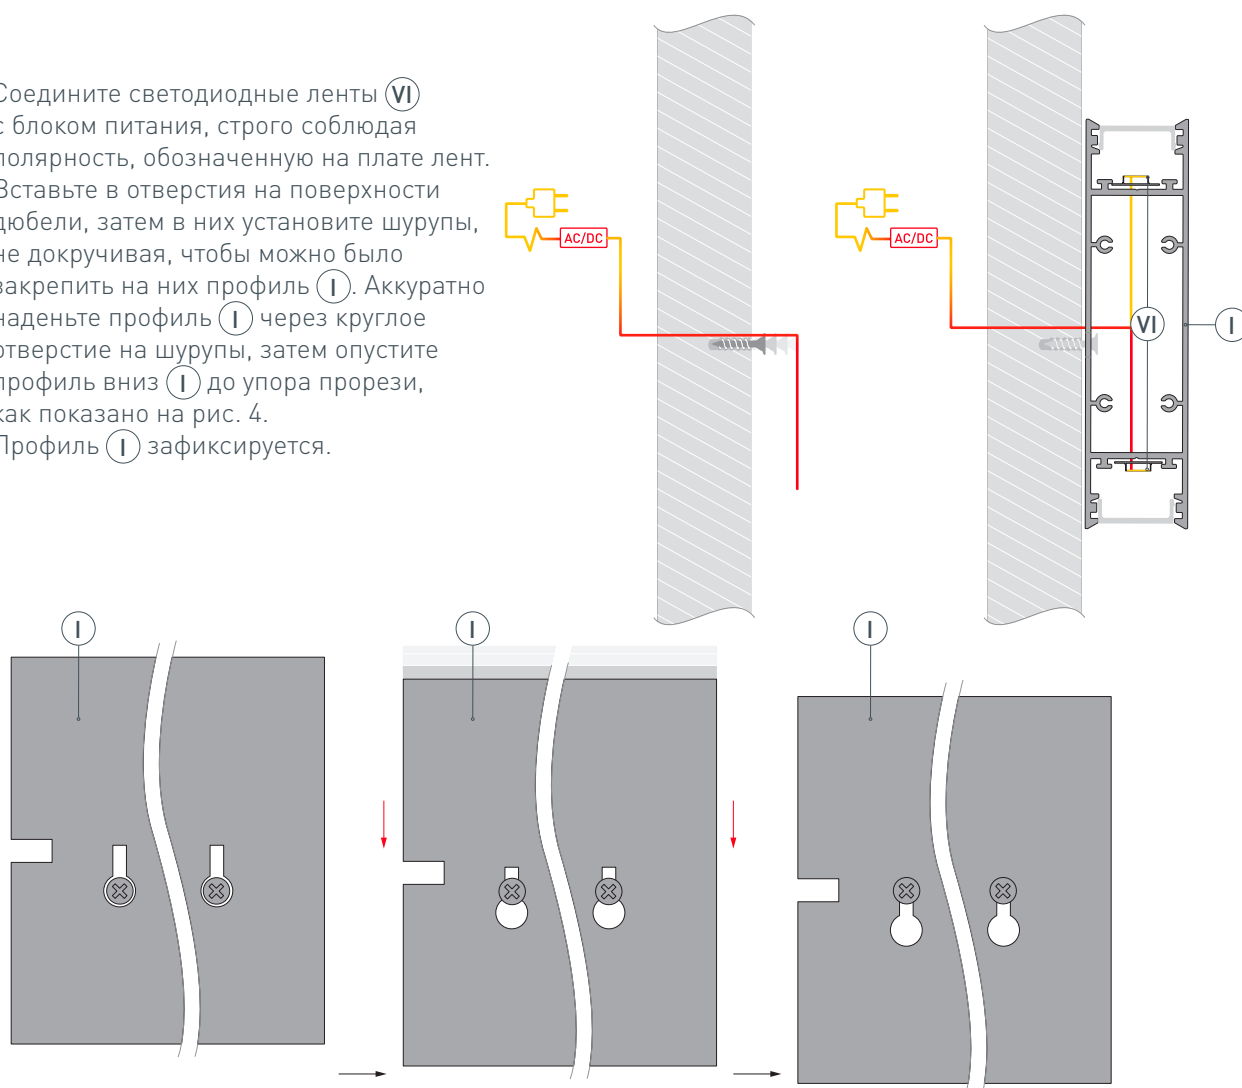 Соедините светодиодные ленты VI
с блоком питания, строго соблюдая
полярность, обозначенную на плате лент.
Вставьте в отверстия на поверхности
дюбели, затем в них установите шурупы,
не докручивая, чтобы можно было
закрепить на них профиль I. Аккуратно
наденьте профиль I через круглое
отверстие на шурупы, затем опустите
профиль вниз I до упора прорези,
как показано на рис. 4.
Профиль I зафиксируется.
AC/DC
AC/DC
VI
I
I
I
I